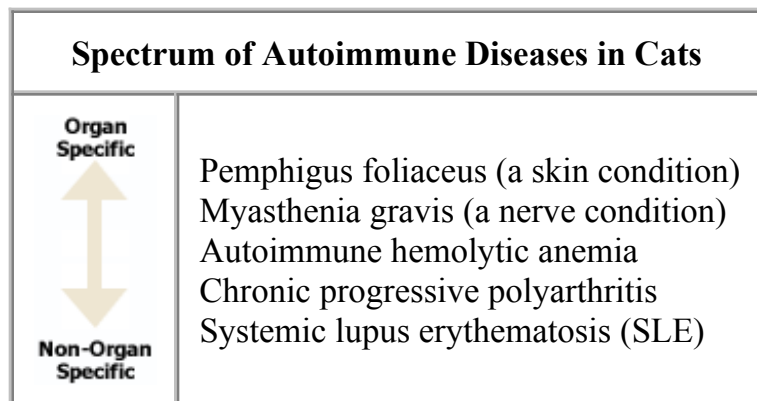 Spectrum of Autoimmune Diseases in Cats
Organ
Specific
Pemphigus foliaceus (a skin condition)
Myasthenia gravis (a nerve condition)
Autoimmune hemolytic anemia
Chronic progressive polyarthritis
Systemic lupus erythematosis (SLE)
Non-Organ
Specific